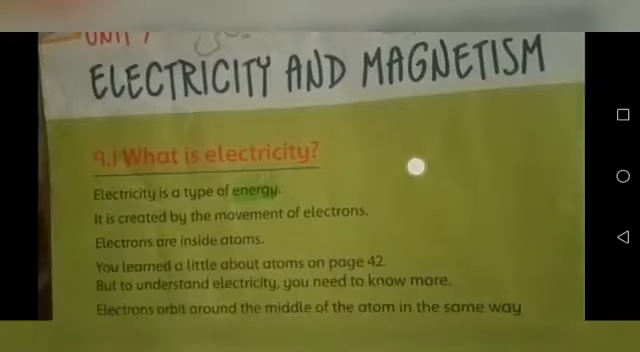 UNIT 9
ELECTRICITY AND MAGNETISM
9.1 What is electricity?
Electricity is a type of energy.
It is created by the movement of electrons.
Electrons are inside atoms.
You learned a little about atoms on page 42.
But to understand electricity, you need to know more.
Electrons orbit around the middle of the atom in the same way